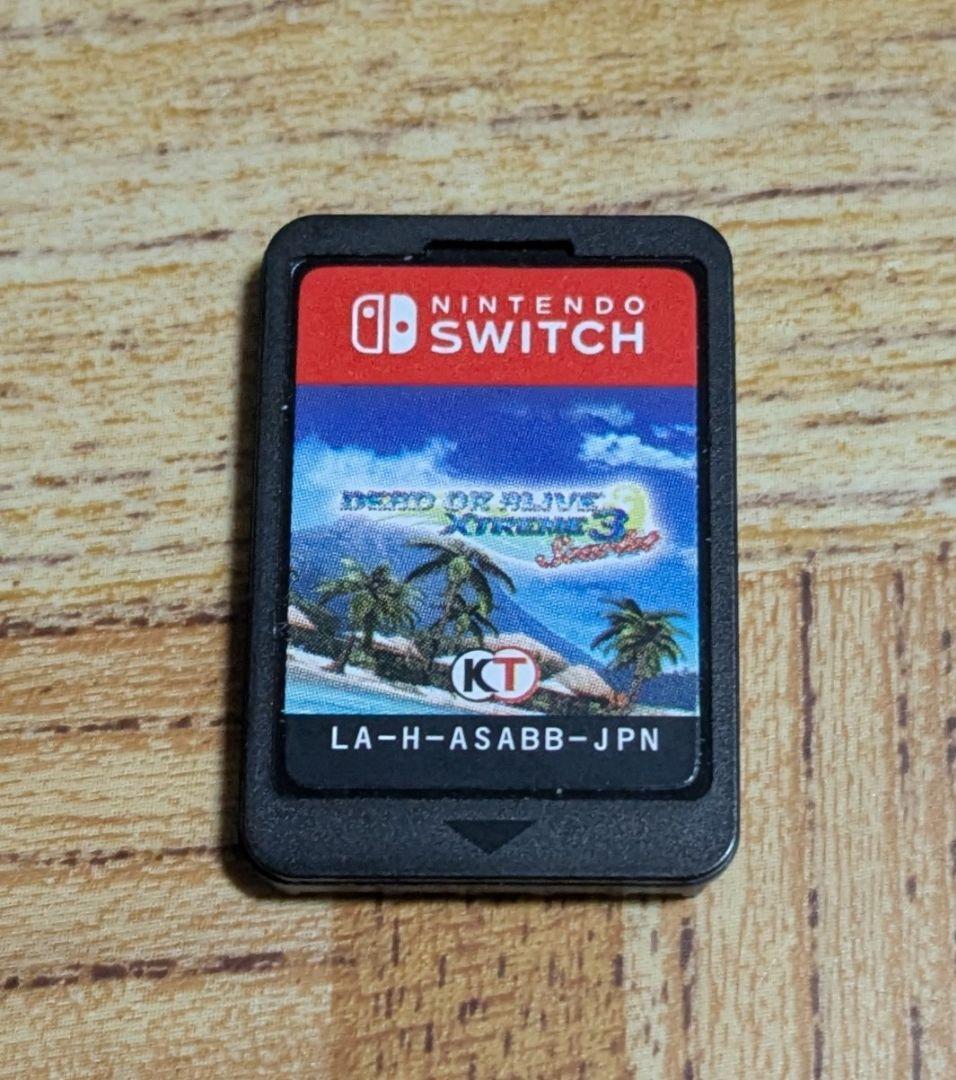 NINTENDO
SWITCH
DEAD OR ALIVE
XTREME 3
Scarlet
KT
LA-H-ASABB-JPN